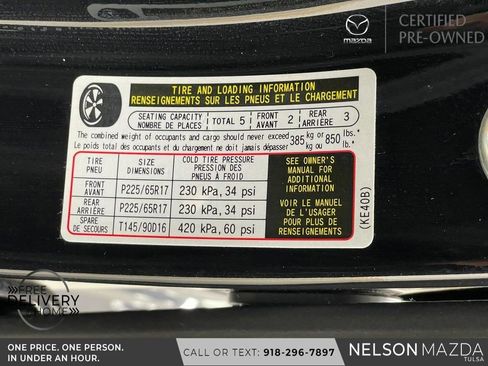 CERTIFIED
PRE-OWNED
mazda
TIRE AND LOADING INFORMATION
RENSEIGNEMENTS SUR LES PNEUS ET LE CHARGEMENT
SEATING CAPACITY
NOMBRE DE PLACES
TOTAL 5
FRONT
AVANT
2
REAR
ARRIÈRE
3
The combined weight of occupants and cargo should never exceed 385 kg or 850 lbs.
Le poids total des occupants et du chargement ne doit jamais dépasser kg ou lb.
TIRE
PNEU
SIZE
DIMENSIONS
COLD TIRE PRESSURE
PRESSION DES
PNEUS À FROID
FRONT
AVANT
P225/65R17
230 kPa, 34 psi
REAR
ARRIÈRE
P225/65R17
230 kPa, 34 psi
SPARE
DE SECOURS
T145/90D16
420 kPa, 60 psi
SEE OWNER'S
MANUAL FOR
ADDITIONAL
INFORMATION
VOIR LE MANUEL
DE L'USAGER
POUR PLUS DE
RENSEIGNEMENTS
(KE40B)
FREE
DELIVERY
HOME
ONE PRICE. ONE PERSON.
IN UNDER AN HOUR.
CALL OR TEXT: 918-296-7897
NELSON MAZDA
TULSA